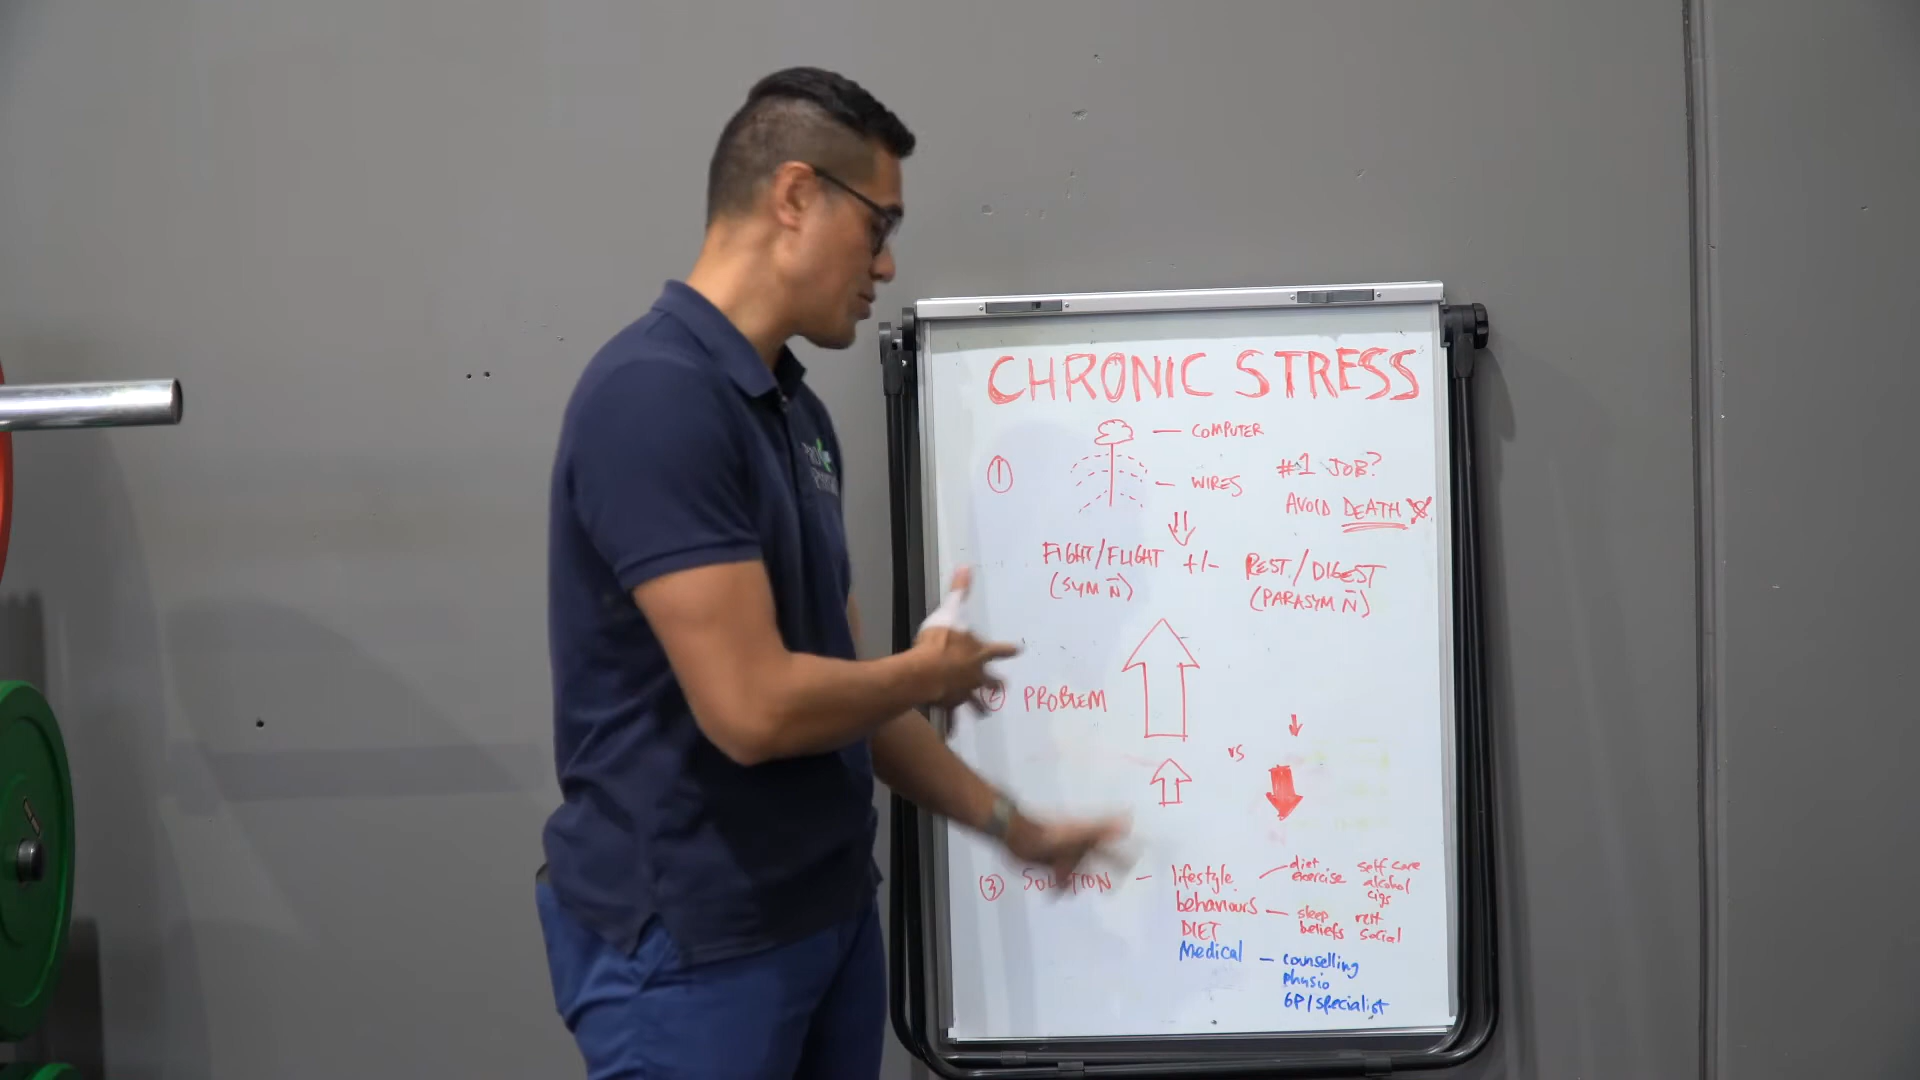 CHRONIC STRESS
— COMPUTER
① — WIRES
#1 JOB?
AVOID DEATH
FIGHT/FLIGHT +/- REST/DIGEST
(SYM N̄) (PARASYM N̄)
② PROBLEM
vs
③ SOLUTION — lifestyle
diet self care
exercise alcohol
cigs
behaviours — sleep rest
beliefs social
DIET
Medical — counselling
physio
GP/specialist